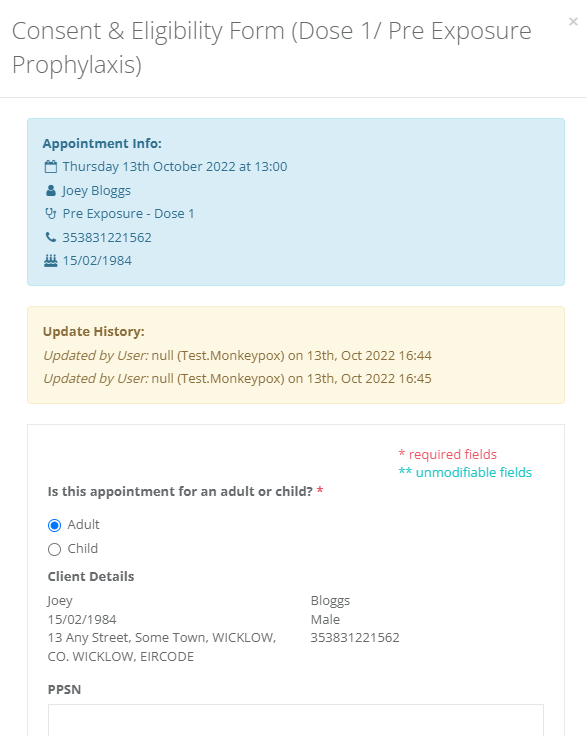 Consent & Eligibility Form (Dose 1/ Pre Exposure
Prophylaxis)
×
Appointment Info:
Thursday 13th October 2022 at 13:00
Joey Bloggs
Pre Exposure - Dose 1
353831221562
15/02/1984
Update History:
Updated by User: null (Test.Monkeypox) on 13th, Oct 2022 16:44
Updated by User: null (Test.Monkeypox) on 13th, Oct 2022 16:45
* required fields
** unmodifiable fields
Is this appointment for an adult or child? *
Adult
Child
Client Details
Joey Bloggs
15/02/1984 Male
13 Any Street, Some Town, WICKLOW, 353831221562
CO. WICKLOW, EIRCODE
PPSN